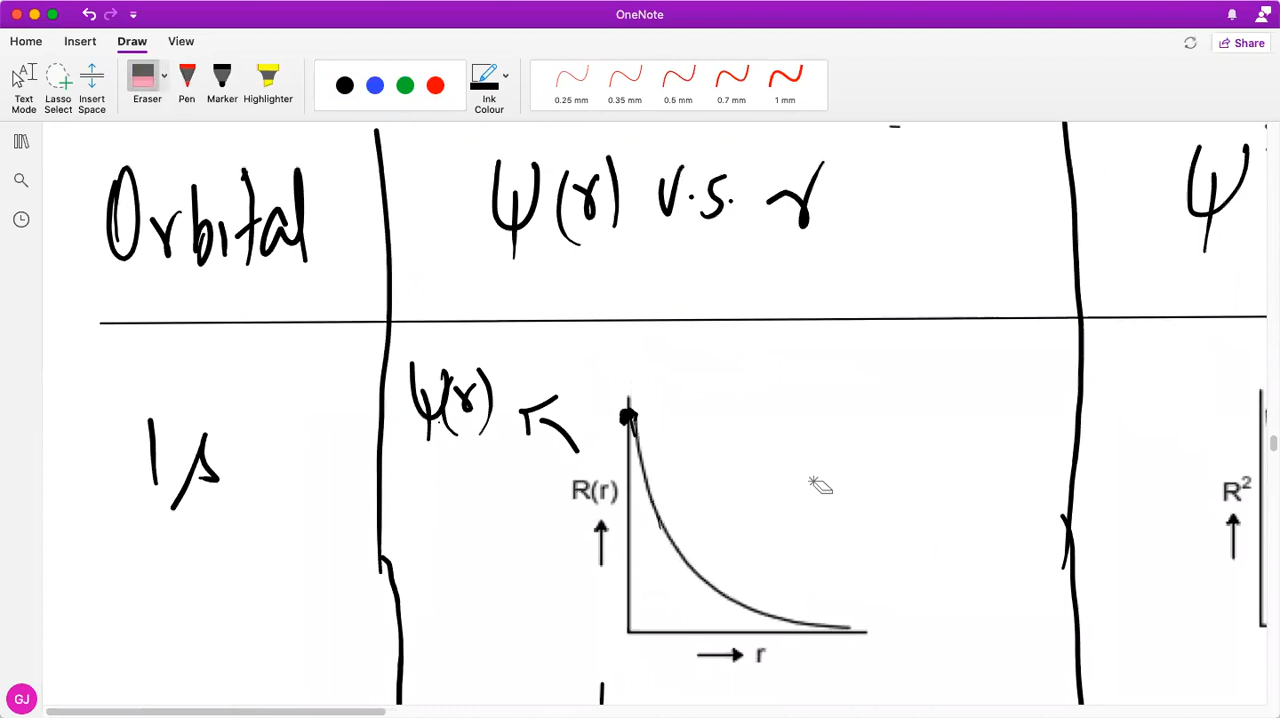 OneNote
Home Insert Draw View
Share
Text Mode
Lasso Select
Insert Space
Eraser
Pen
Marker
Highlighter
Ink Colour
0.25 mm
0.35 mm
0.5 mm
0.7 mm
1 mm
Orbital
ψ(r) v.s. r
ψ
1s
ψ(r)
R(r)
r
R²
GJ